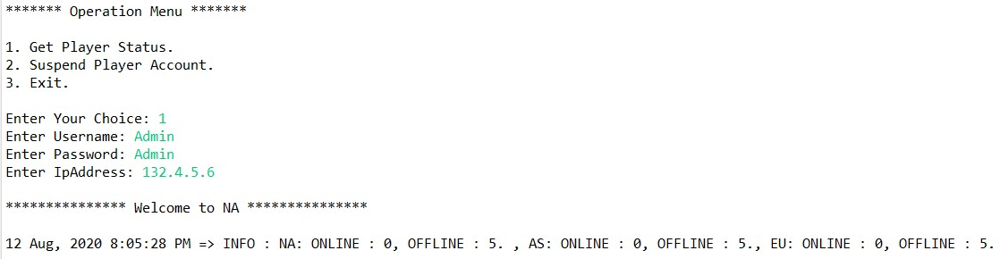 ******* Operation Menu *******
1. Get Player Status.
2. Suspend Player Account.
3. Exit.
Enter Your Choice: 1
Enter Username: Admin
Enter Password: Admin
Enter IpAddress: 132.4.5.6
*************** Welcome to NA ***************
12 Aug, 2020 8:05:28 PM => INFO : NA: ONLINE : 0, OFFLINE : 5. , AS: ONLINE : 0, OFFLINE : 5., EU: ONLINE : 0, OFFLINE : 5.